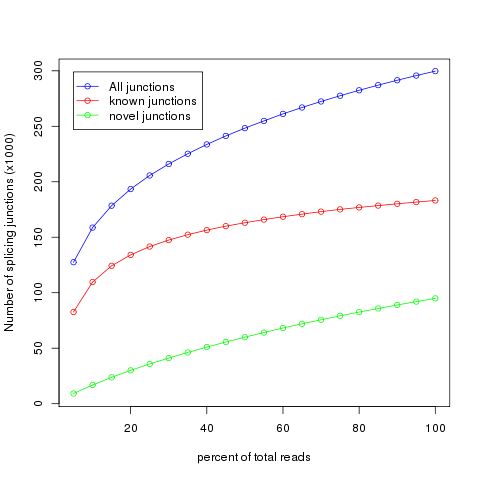 All junctions
known junctions
novel junctions
Number of splicing junctions (x1000)
300
250
200
150
100
50
0
20 40 60 80 100
percent of total reads